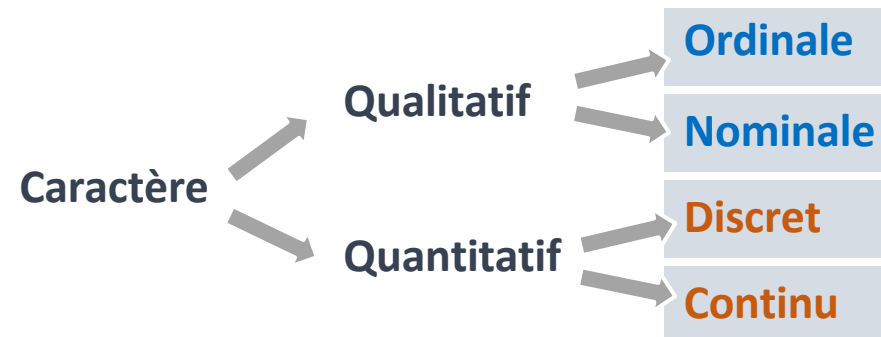 Caractère
Qualitatif
Ordinale
Nominale
Quantitatif
Discret
Continu